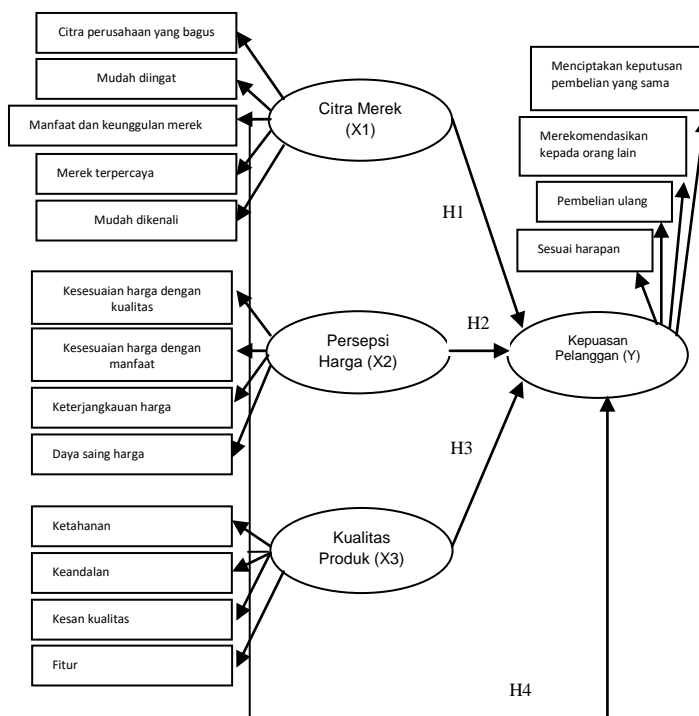 Citra perusahaan yang bagus
Mudah diingat
Manfaat dan keunggulan merek
Merek terpercaya
Mudah dikenali
Citra Merek
(X1)
H1
Menciptakan keputusan
pembelian yang sama
Merekomendasikan
kepada orang lain
Pembelian ulang
Sesuai harapan
Kesesuaian harga dengan
kualitas
Kesesuaian harga dengan
manfaat
Keterjangkauan harga
Daya saing harga
Persepsi
Harga (X2)
H2
Kepuasan
Pelanggan (Y)
H3
Ketahanan
Keandalan
Kesan kualitas
Fitur
Kualitas
Produk (X3)
H4